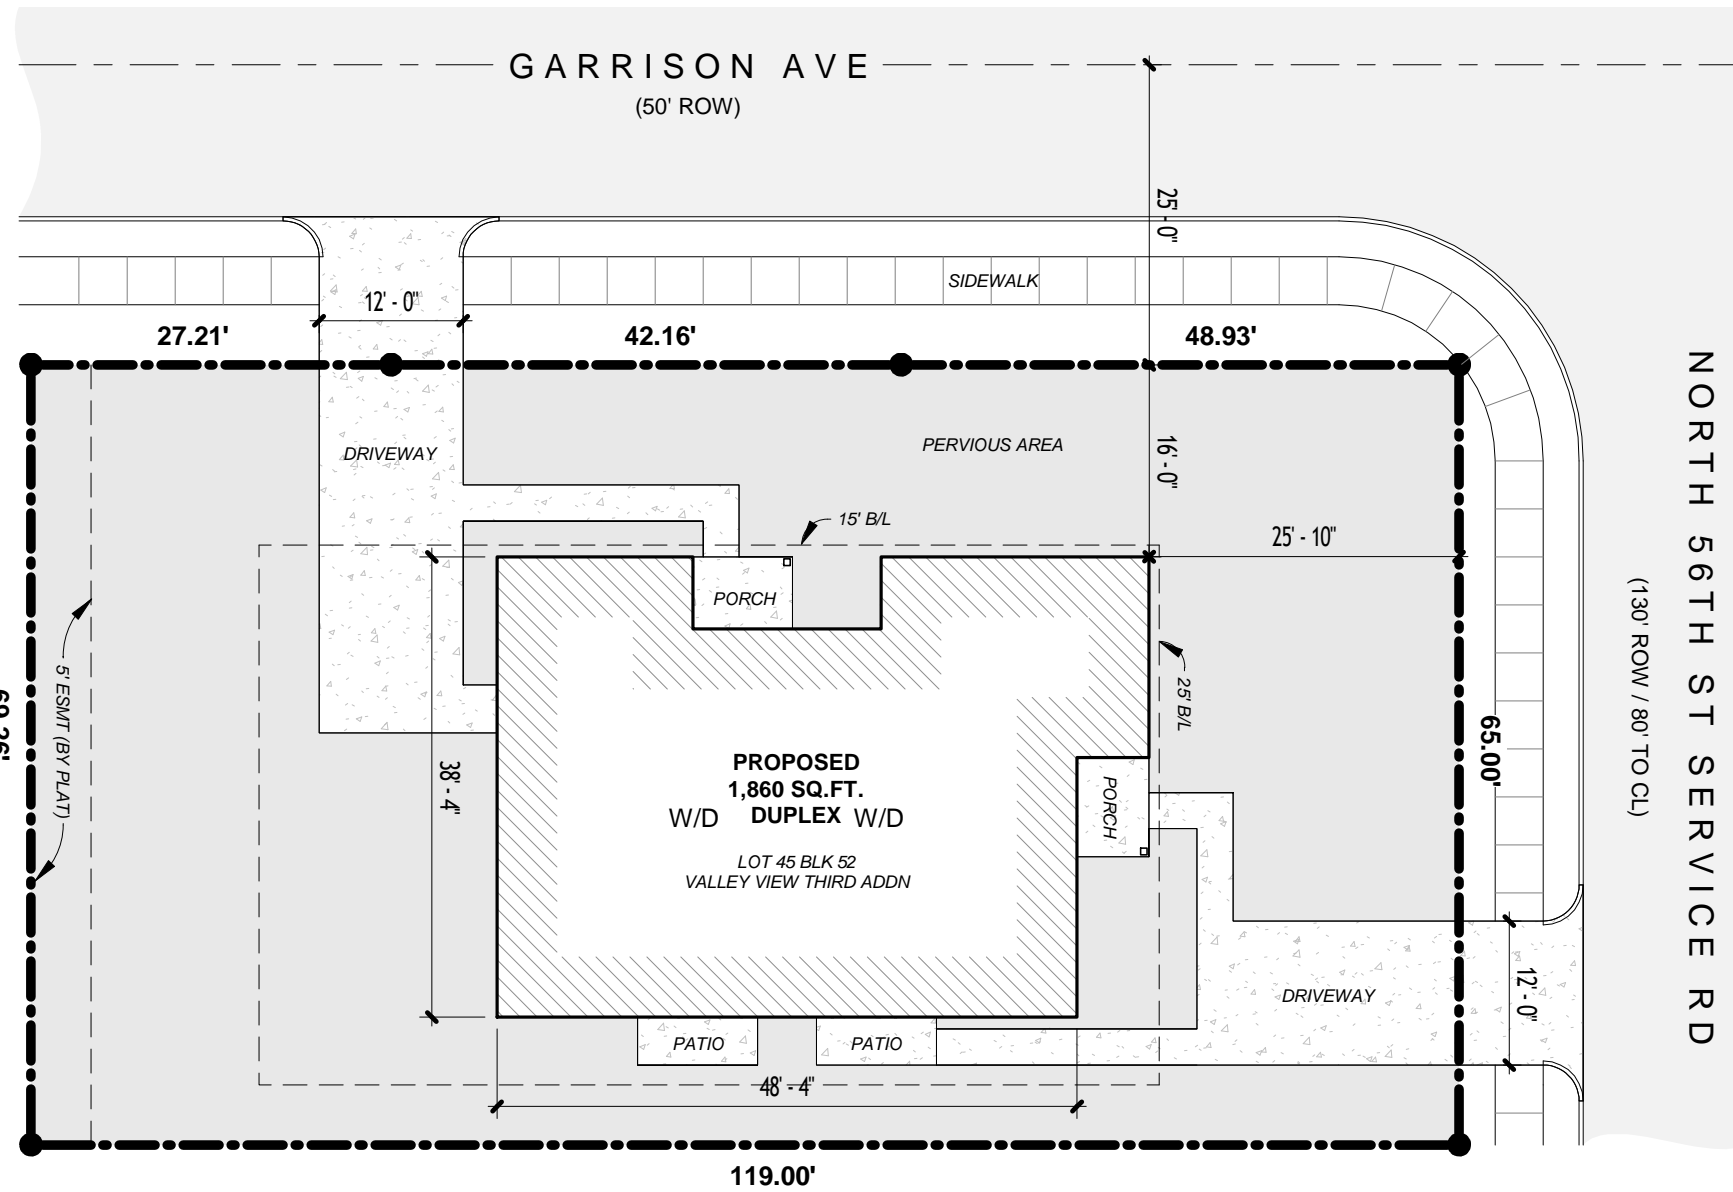 GARRISON AVE
(50' ROW)
25' - 0"
SIDEWALK
12' - 0"
27.21'
42.16'
48.93'
DRIVEWAY
PERVIOUS AREA
16' - 0"
15' B/L
25' - 10"
PORCH
NORTH 56TH ST SERVICE RD
(130' ROW / 80' TO CL)
5' ESMT (BY PLAT)
25' B/L
65.00'
38' - 4"
PROPOSED
1,860 SQ.FT.
W/D DUPLEX W/D
LOT 45 BLK 52
VALLEY VIEW THIRD ADDN
PORCH
DRIVEWAY
12' - 0"
PATIO
PATIO
48' - 4"
119.00'